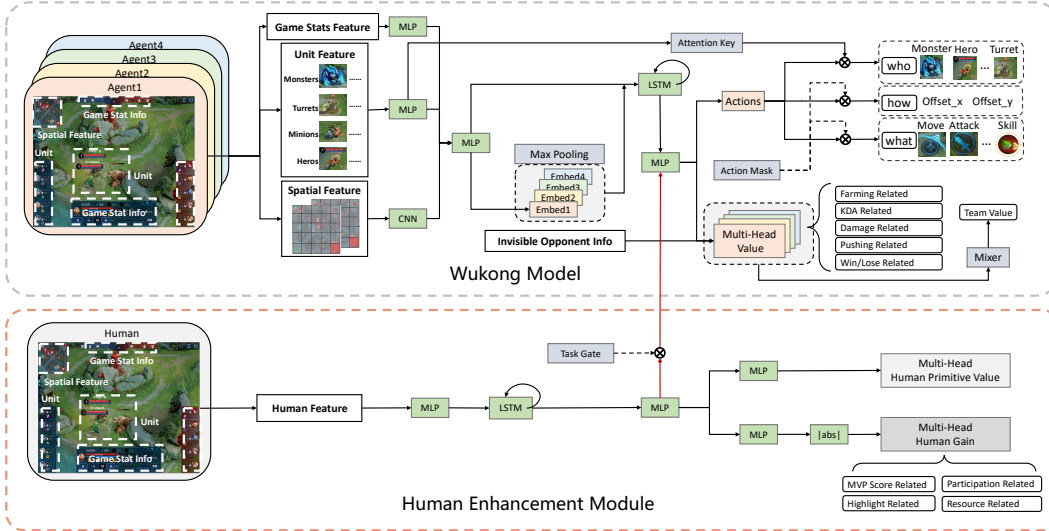 Agent4
Agent3
Agent2
Agent1
Game Stat Info
Spatial Feature
Unit
Unit
Game Stat Info
Game Stats Feature
MLP
Unit Feature
Monsters
......
Turrets
......
Minions
......
Heros
......
MLP
Spatial Feature
CNN
MLP
Max Pooling
Embed4
Embed3
Embed2
Embed1
Invisible Opponent Info
Attention Key
LSTM
MLP
Actions
Action Mask
Multi-Head
Value
who
Monster
Hero
Turret
...
how
Offset_x
Offset_y
what
Move
Attack
Skill
...
Farming Related
KDA Related
Damage Related
Pushing Related
Win/Lose Related
Team Value
Mixer
Wukong Model
Human
Game Stat Info
Spatial Feature
Unit
Unit
Game Stat Info
Human Feature
MLP
LSTM
MLP
Task Gate
MLP
Multi-Head
Human Primitive Value
MLP
|abs|
Multi-Head
Human Gain
MVP Score Related
Participation Related
Highlight Related
Resource Related
Human Enhancement Module